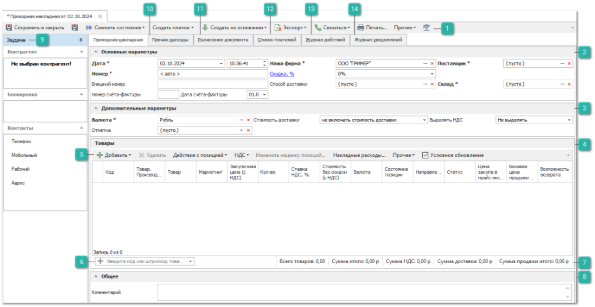 10 11 12 13 14
*Приходная накладная от 02.10.2024
Сохранить и закрыть Сменить состояние Создать платеж Создать на основании Экспорт Связаться Печать... Прочее 1
Задачи 9 Приходная накладная Прочие расходы Вложенные документа Список платежей Журнал действий Журнал уведомлений
Контрагент
Не выбран контрагент!
Блокировка
Контакты
Телефон
Мобильный
Рабочий
Адрес
Основные параметры 2
Дата * 02.10.2024 10:36:41 Наша фирма * ООО "ПРИМЕР" Поставщик * (пусто)
Номер * < авто > Скидка, % 0%
Внешний номер Способ доставки (пусто) Склад * (пусто)
Номер счёта-фактуры Дата счёта-фактуры 01.0
Дополнительные параметры 3
Валюта * Рубль Стоимость доставки не включать стоимость доставки Выделять НДС Не выделять
Отметка (пусто)
Товары 4
5 Добавить Удалить Действия с позицией НДС Изменить наценку позиций... Накладные расходы... Прочее Условное обновление
Код Товар. Производ... Товар Маркетинг Закупочная цена (с НДС) Кол-во Ставка НДС, % Стоимость без скидки (с НДС) Валюта Состояние позиции Направле... Статус Цена закупки в прайс-лис... Базовая цена продажи Возможность возврата
Запись 0 из 0
6 Введите код или штрихкод това... Всего товаров: 0,00 Сумма итого: 0,00 р Сумма НДС: 0,00 р Сумма доставки: 0,00 р Сумма продажи итого: 0,00 р 7
Общее 8
Комментарий